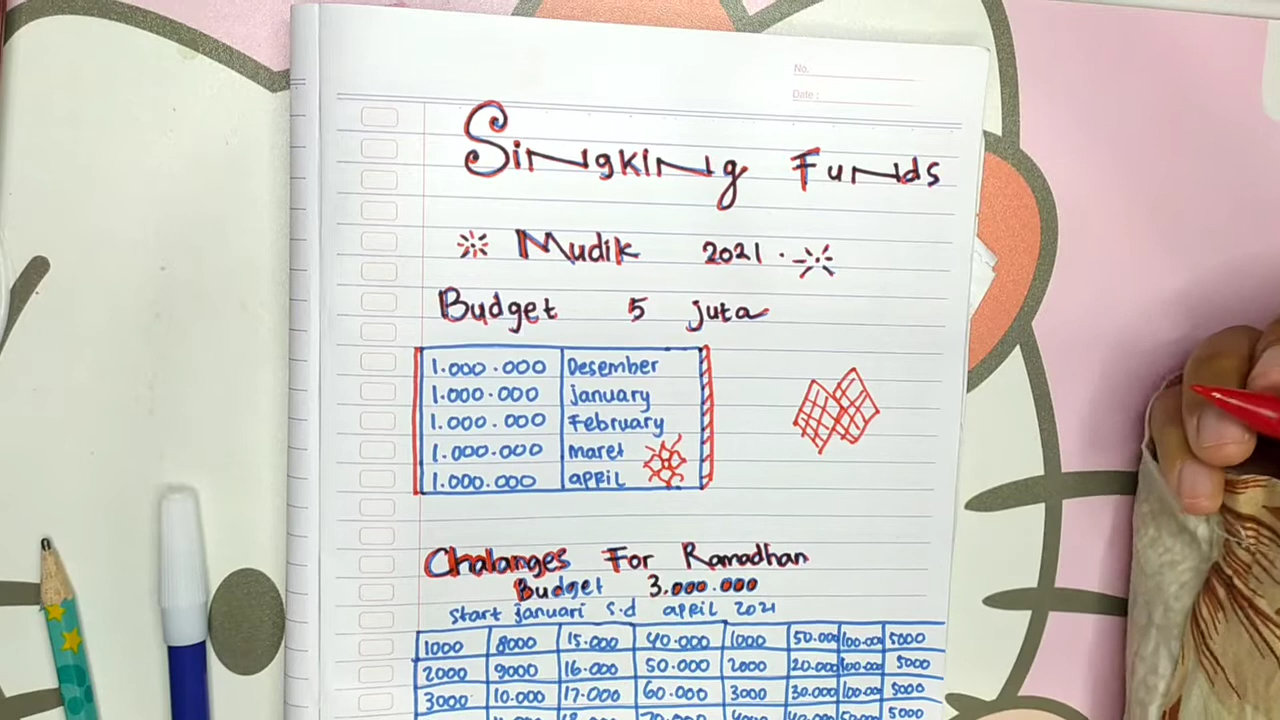 No.
Date :
Singking Funds
Mudik 2021
Budget 5 juta
1.000.000 Desember
1.000.000 january
1.000.000 February
1.000.000 maret
1.000.000 april
Chalanges For Ramadhan
Budget 3.000.000
start januari s.d april 2021
1000 8000 15.000 40.000 1000 50.000 100.000 5000
2000 9000 16.000 50.000 2000 20.000 100.000 5000
3000 10.000 17.000 60.000 3000 30.000 100.000 5000
5000